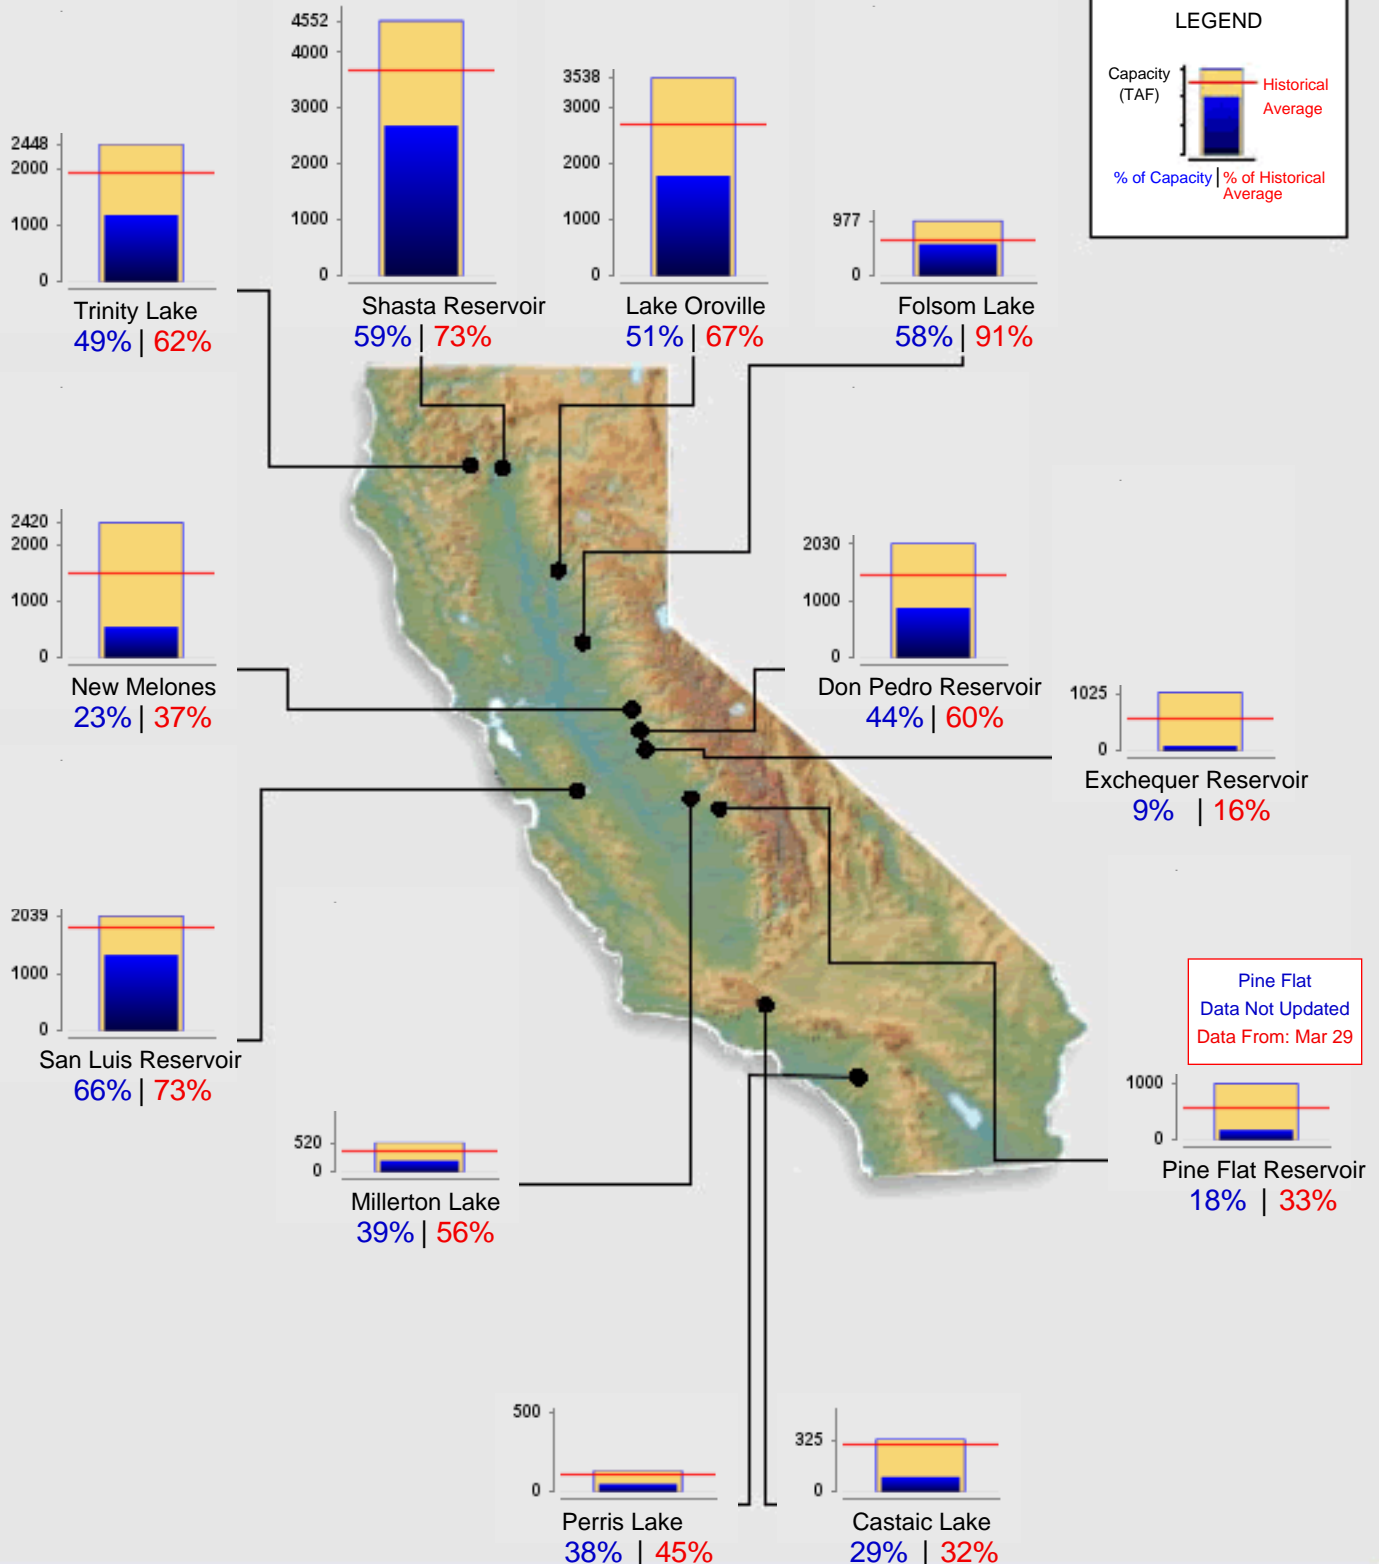 LEGEND
Capacity
(TAF)
Historical
Average
% of Capacity | % of Historical
Average
4552
4000
3000
2000
1000
0
Shasta Reservoir
59% | 73%
3538
3000
2000
1000
0
Lake Oroville
51% | 67%
2448
2000
1000
0
Trinity Lake
49% | 62%
977
0
Folsom Lake
58% | 91%
2420
2000
1000
0
New Melones
23% | 37%
2030
1000
0
Don Pedro Reservoir
44% | 60%
1025
0
Exchequer Reservoir
9% | 16%
2039
1000
0
San Luis Reservoir
66% | 73%
Pine Flat
Data Not Updated
Data From: Mar 29
1000
0
Pine Flat Reservoir
18% | 33%
520
0
Millerton Lake
39% | 56%
500
0
Perris Lake
38% | 45%
325
0
Castaic Lake
29% | 32%